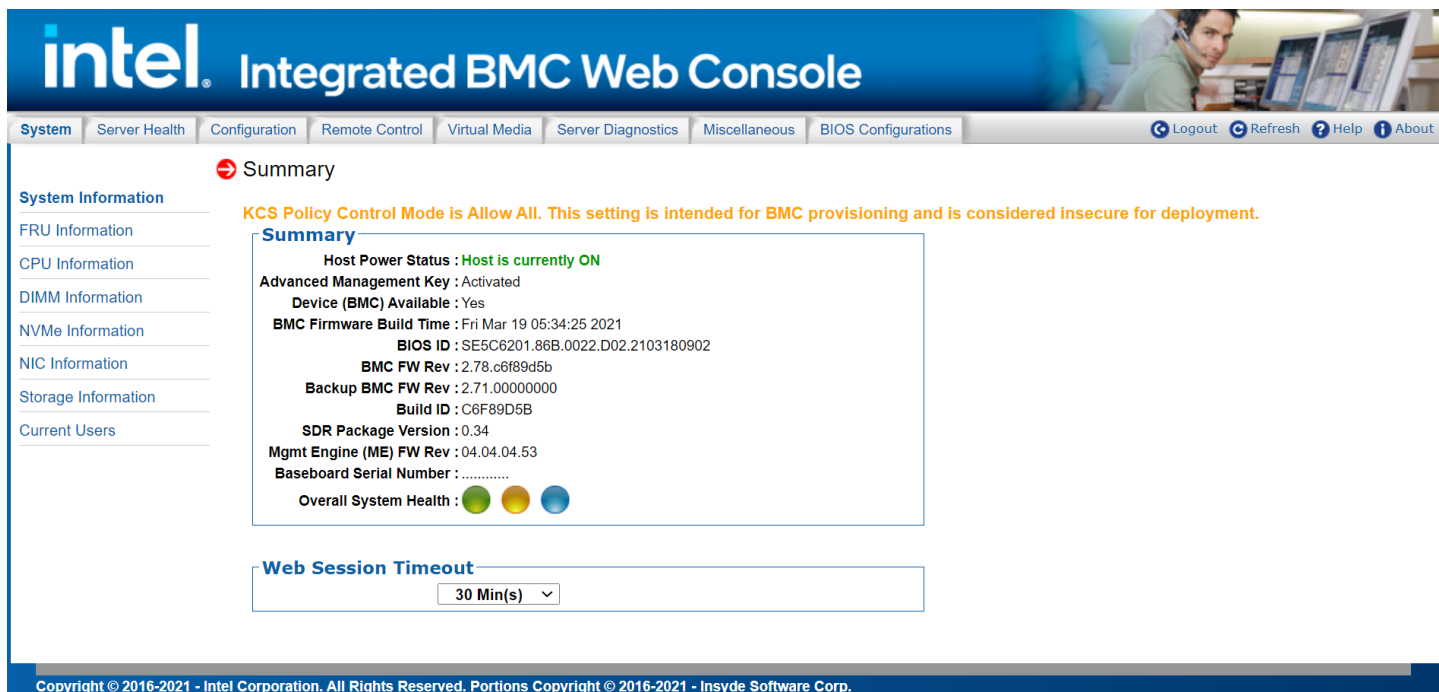 intel® Integrated BMC Web Console
System Server Health Configuration Remote Control Virtual Media Server Diagnostics Miscellaneous BIOS Configurations Logout Refresh Help About
Summary
System Information
FRU Information
CPU Information
DIMM Information
NVMe Information
NIC Information
Storage Information
Current Users
KCS Policy Control Mode is Allow All. This setting is intended for BMC provisioning and is considered insecure for deployment.
Summary
Host Power Status : Host is currently ON
Advanced Management Key : Activated
Device (BMC) Available : Yes
BMC Firmware Build Time : Fri Mar 19 05:34:25 2021
BIOS ID : SE5C6201.86B.0022.D02.2103180902
BMC FW Rev : 2.78.c6f89d5b
Backup BMC FW Rev : 2.71.00000000
Build ID : C6F89D5B
SDR Package Version : 0.34
Mgmt Engine (ME) FW Rev : 04.04.04.53
Baseboard Serial Number : ............
Overall System Health :
Web Session Timeout
30 Min(s)
Copyright © 2016-2021 - Intel Corporation. All Rights Reserved. Portions Copyright © 2016-2021 - Insyde Software Corp.